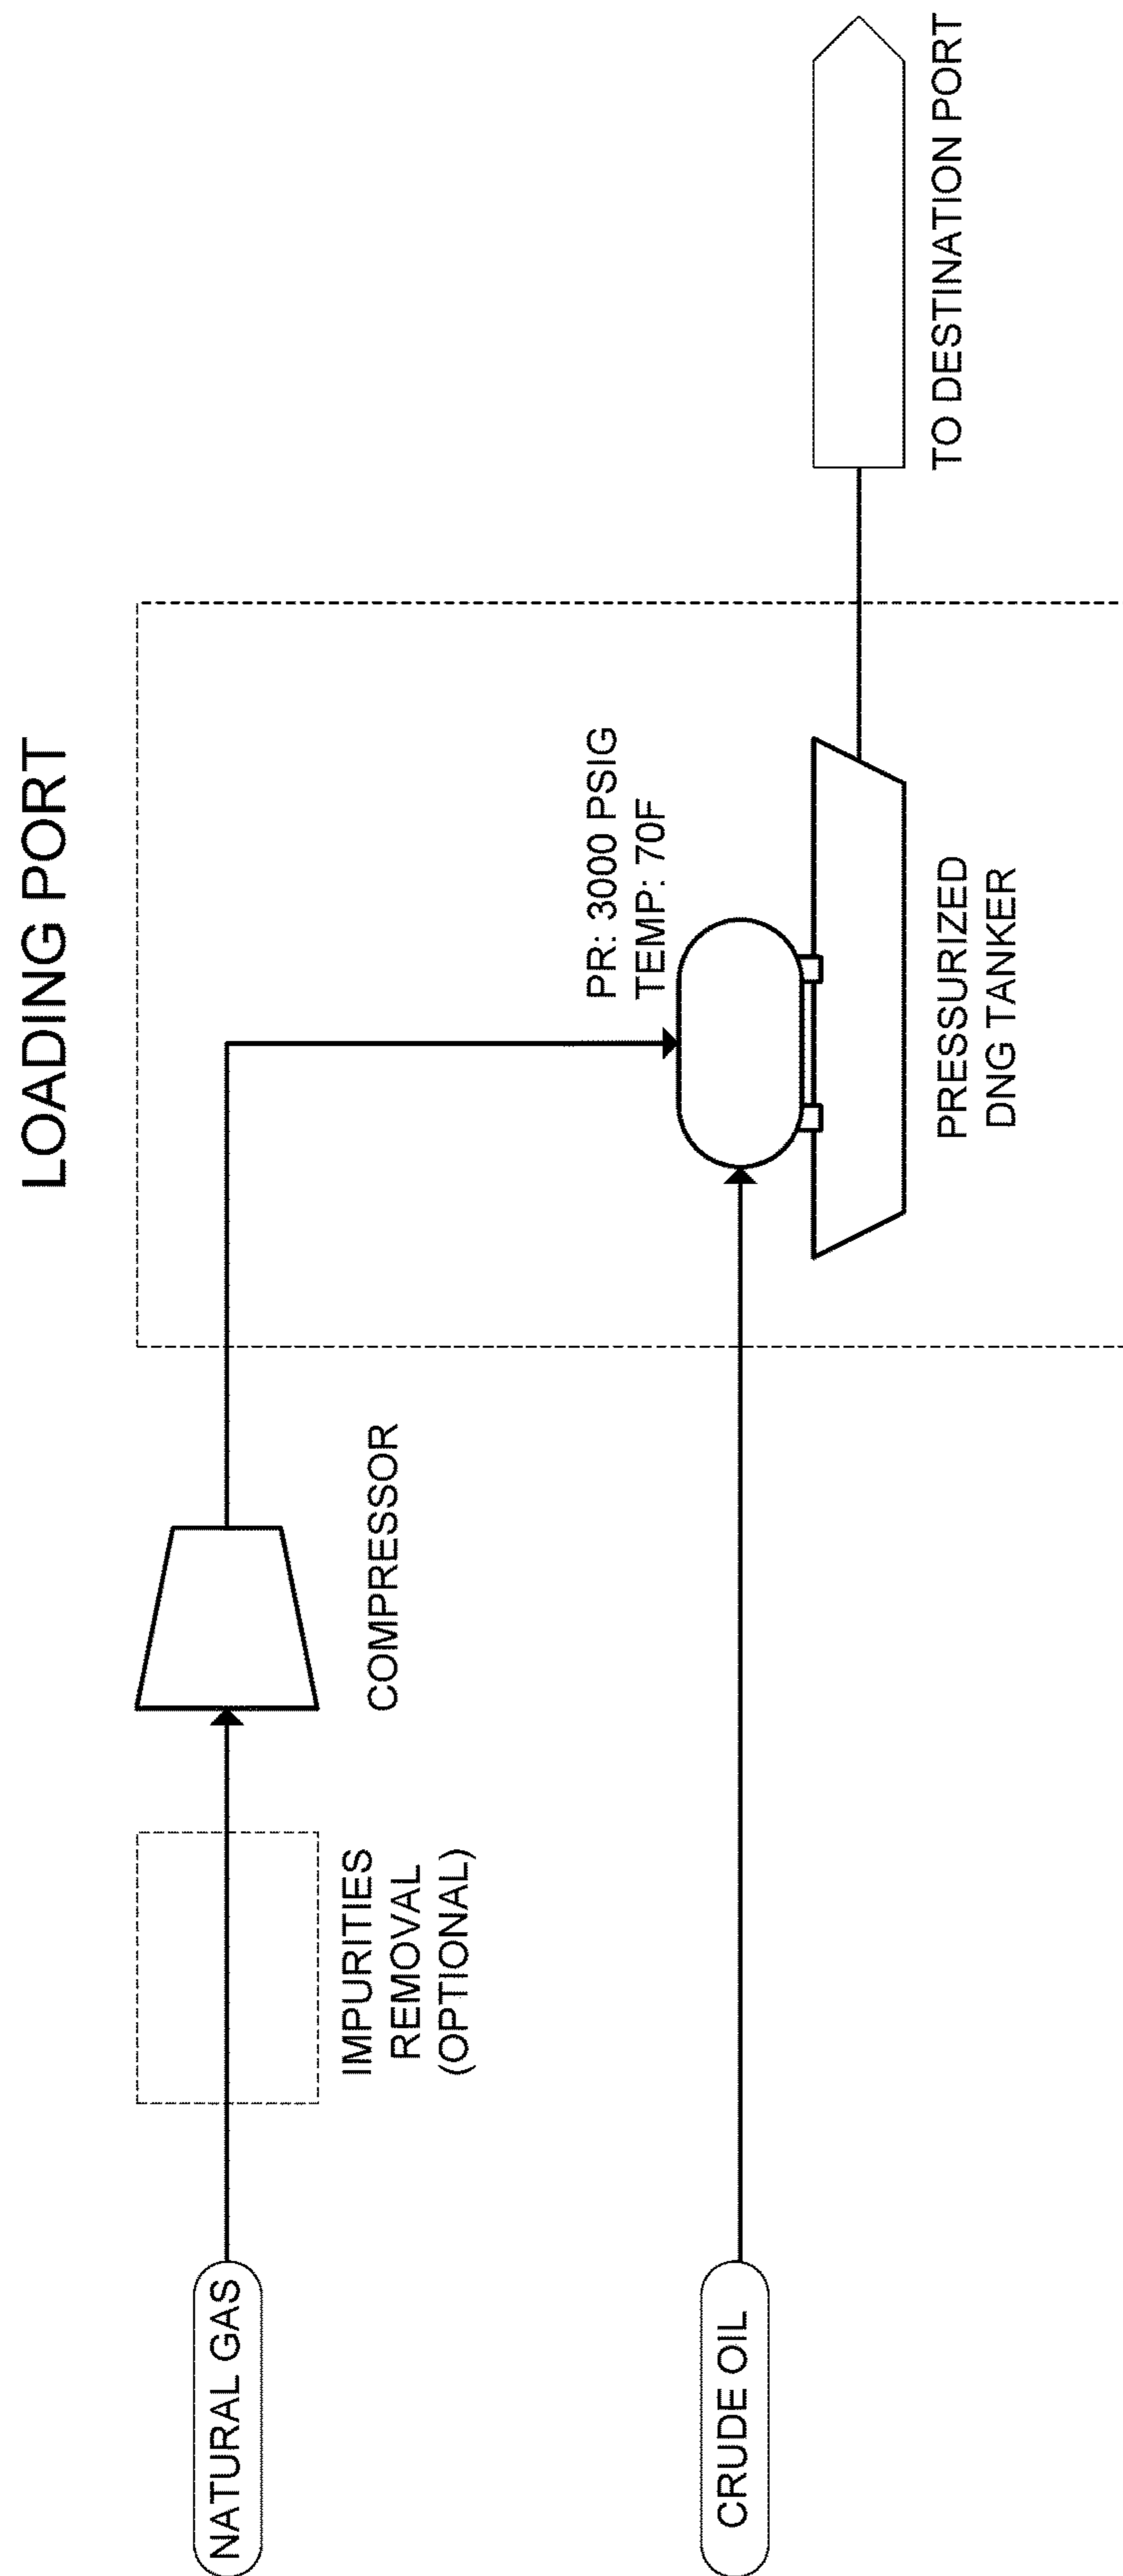 LOADING PORT
NATURAL GAS
IMPURITIES
REMOVAL
(OPTIONAL)
COMPRESSOR
PR: 3000 PSIG
TEMP: 70F
CRUDE OIL
PRESSURIZED
DNG TANKER
TO DESTINATION PORT